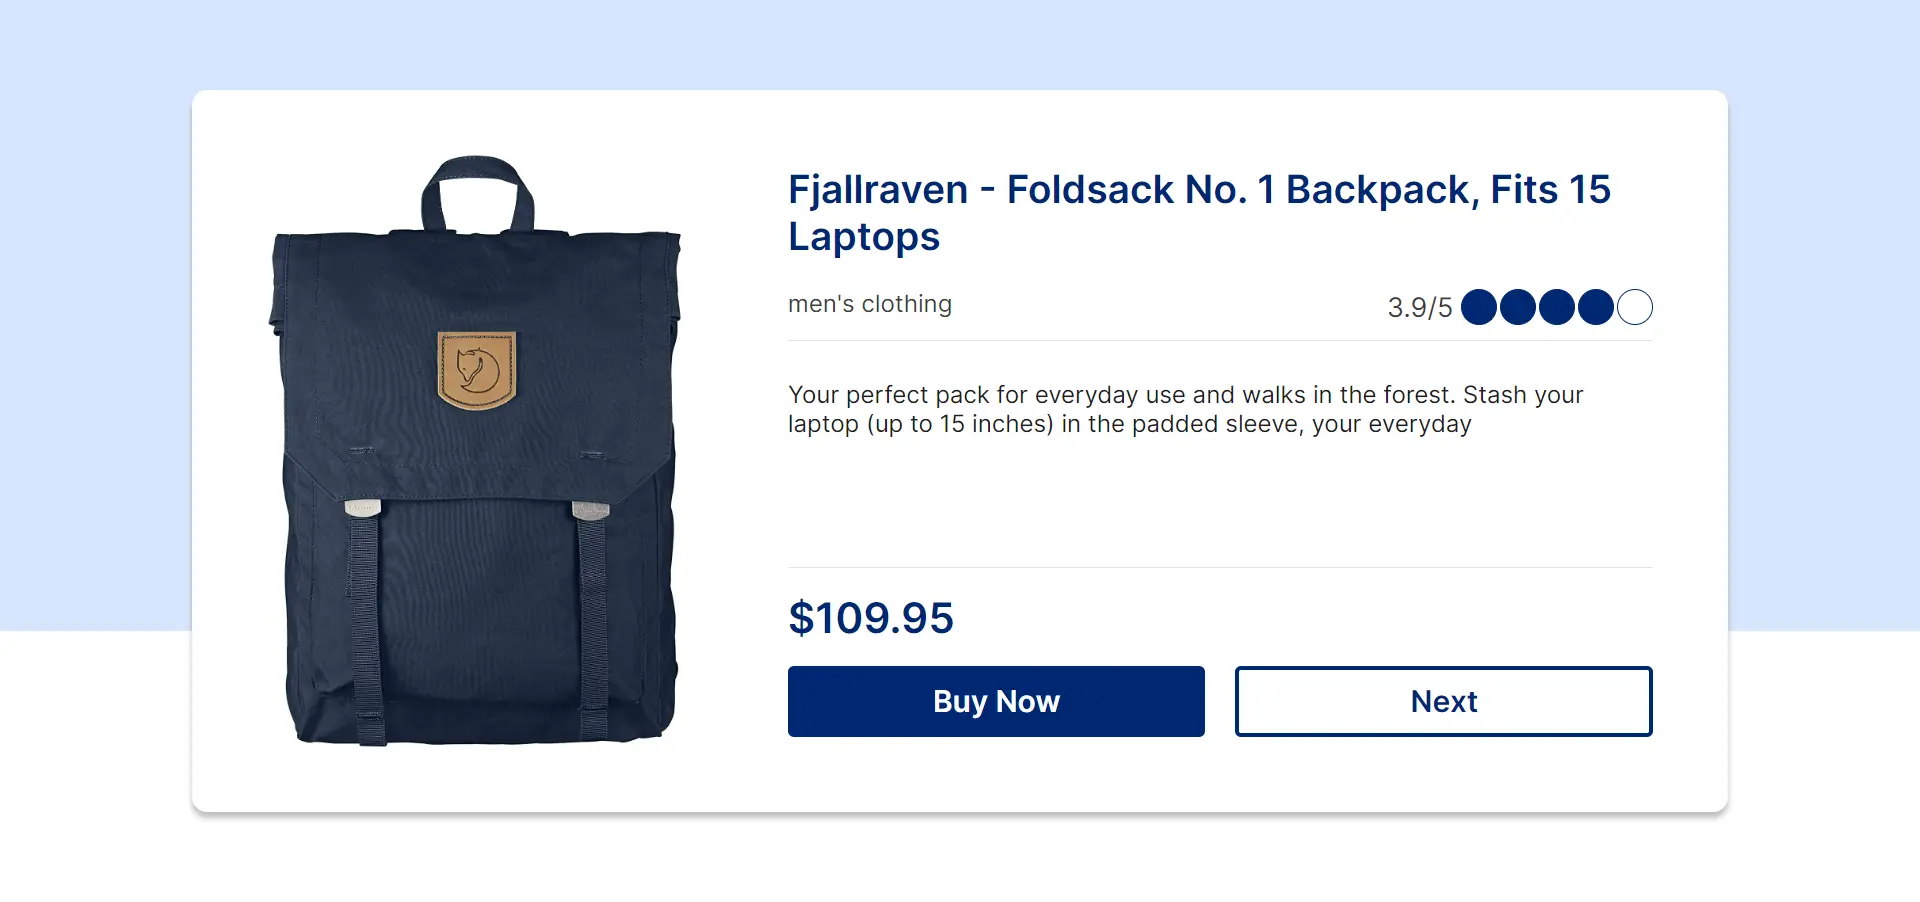 Fjallraven - Foldsack No. 1 Backpack, Fits 15
Laptops
men's clothing
3.9/5
Your perfect pack for everyday use and walks in the forest. Stash your
laptop (up to 15 inches) in the padded sleeve, your everyday
$109.95
Buy Now
Next